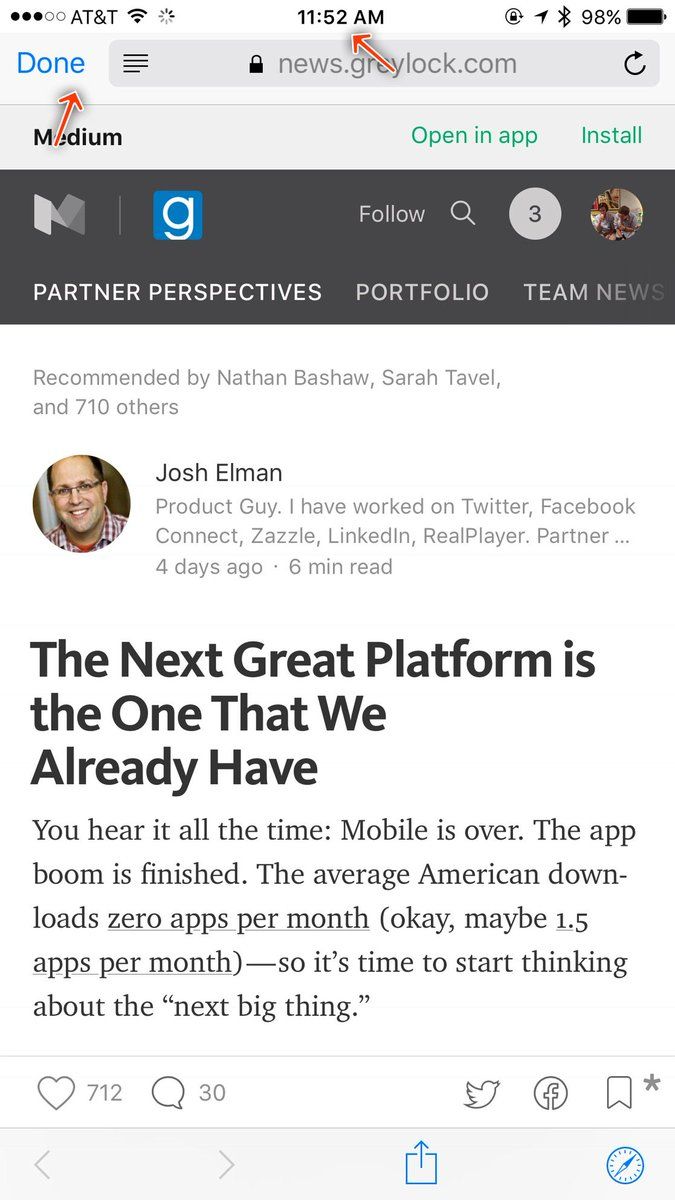 AT&T 11:52 AM 98%
Done news.greylock.com
Medium Open in app Install
g Follow 3
PARTNER PERSPECTIVES PORTFOLIO TEAM NEWS
Recommended by Nathan Bashaw, Sarah Tavel,
and 710 others
Josh Elman
Product Guy. I have worked on Twitter, Facebook
Connect, Zazzle, LinkedIn, RealPlayer. Partner ...
4 days ago · 6 min read
The Next Great Platform is
the One That We
Already Have
You hear it all the time: Mobile is over. The app
boom is finished. The average American down-
loads zero apps per month (okay, maybe 1.5
apps per month)—so it’s time to start thinking
about the “next big thing.”
712 30 *